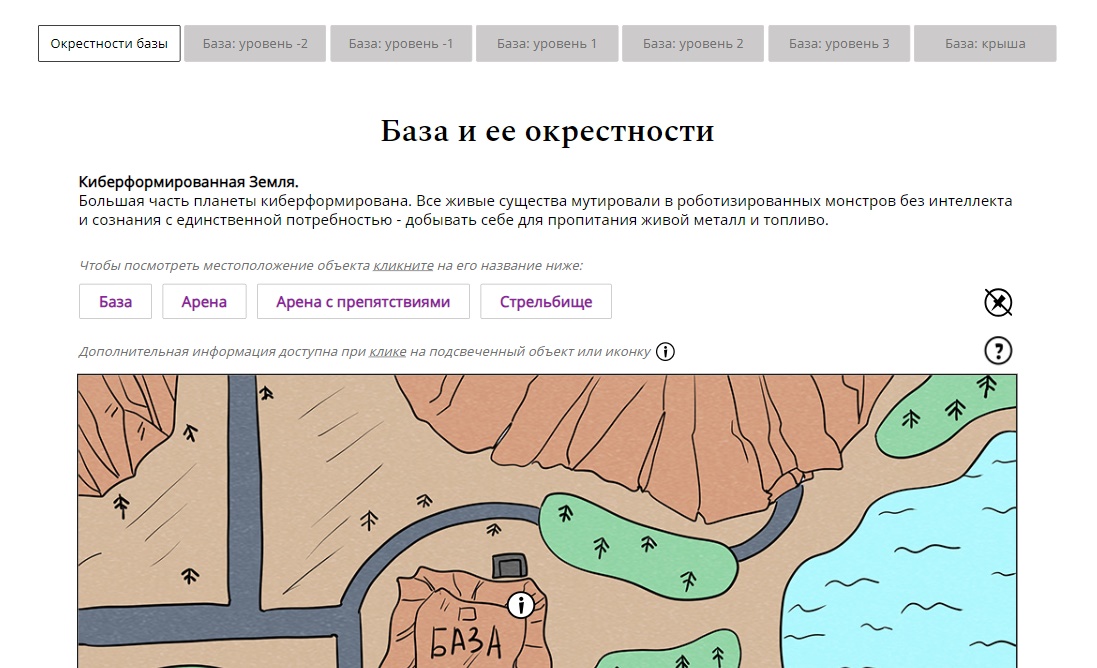 Окрестности базы
База: уровень -2
База: уровень -1
База: уровень 1
База: уровень 2
База: уровень 3
База: крыша
База и ее окрестности
Киберформированная Земля.
Большая часть планеты киберформирована. Все живые существа мутировали в роботизированных монстров без интеллекта
и сознания с единственной потребностью - добывать себе для пропитания живой металл и топливо.
Чтобы посмотреть местоположение объекта кликните на его название ниже:
База
Арена
Арена с препятствиями
Стрельбище
Дополнительная информация доступна при клике на подсвеченный объект или иконку i
?
i
БАЗА